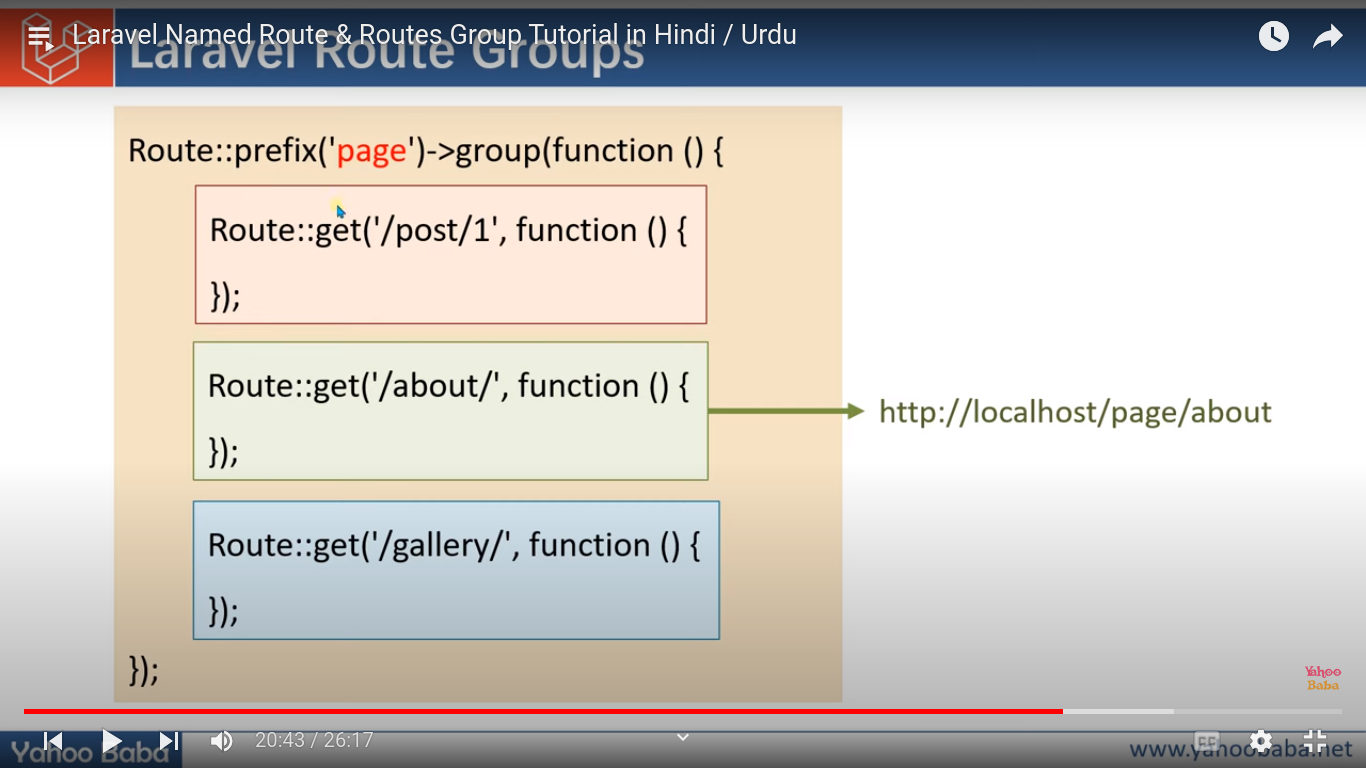 Laravel Named Route & Routes Group Tutorial in Hindi / Urdu
Laravel Route Groups
Route::prefix('page')->group(function () {
Route::get('/post/1', function () {
});
Route::get('/about/', function () {
});
http://localhost/page/about
Route::get('/gallery/', function () {
});
});
Yahoo
Baba
20:43 / 26:17
CC
Yahoo Baba
www.yahoobaba.net